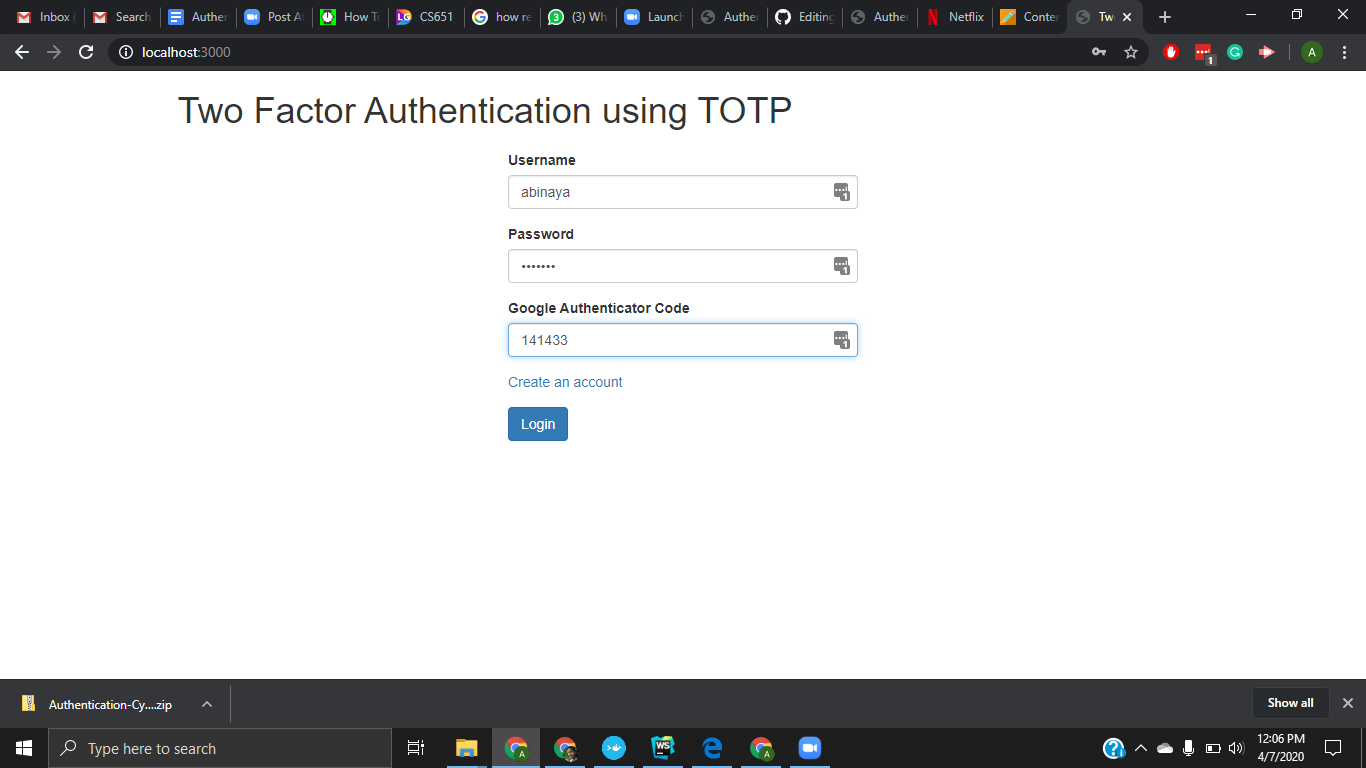 Inbox (
Search
Auther
Post A
How To
CS651
how re
(3) Wh
Launch
Auther
Editing
Auther
Netflix
Conter
Tw
localhost:3000
A
Two Factor Authentication using TOTP
Username
abinaya
Password
•••••••
Google Authenticator Code
141433
Create an account
Login
Authentication-Cy....zip
Show all
Type here to search
12:06 PM
4/7/2020